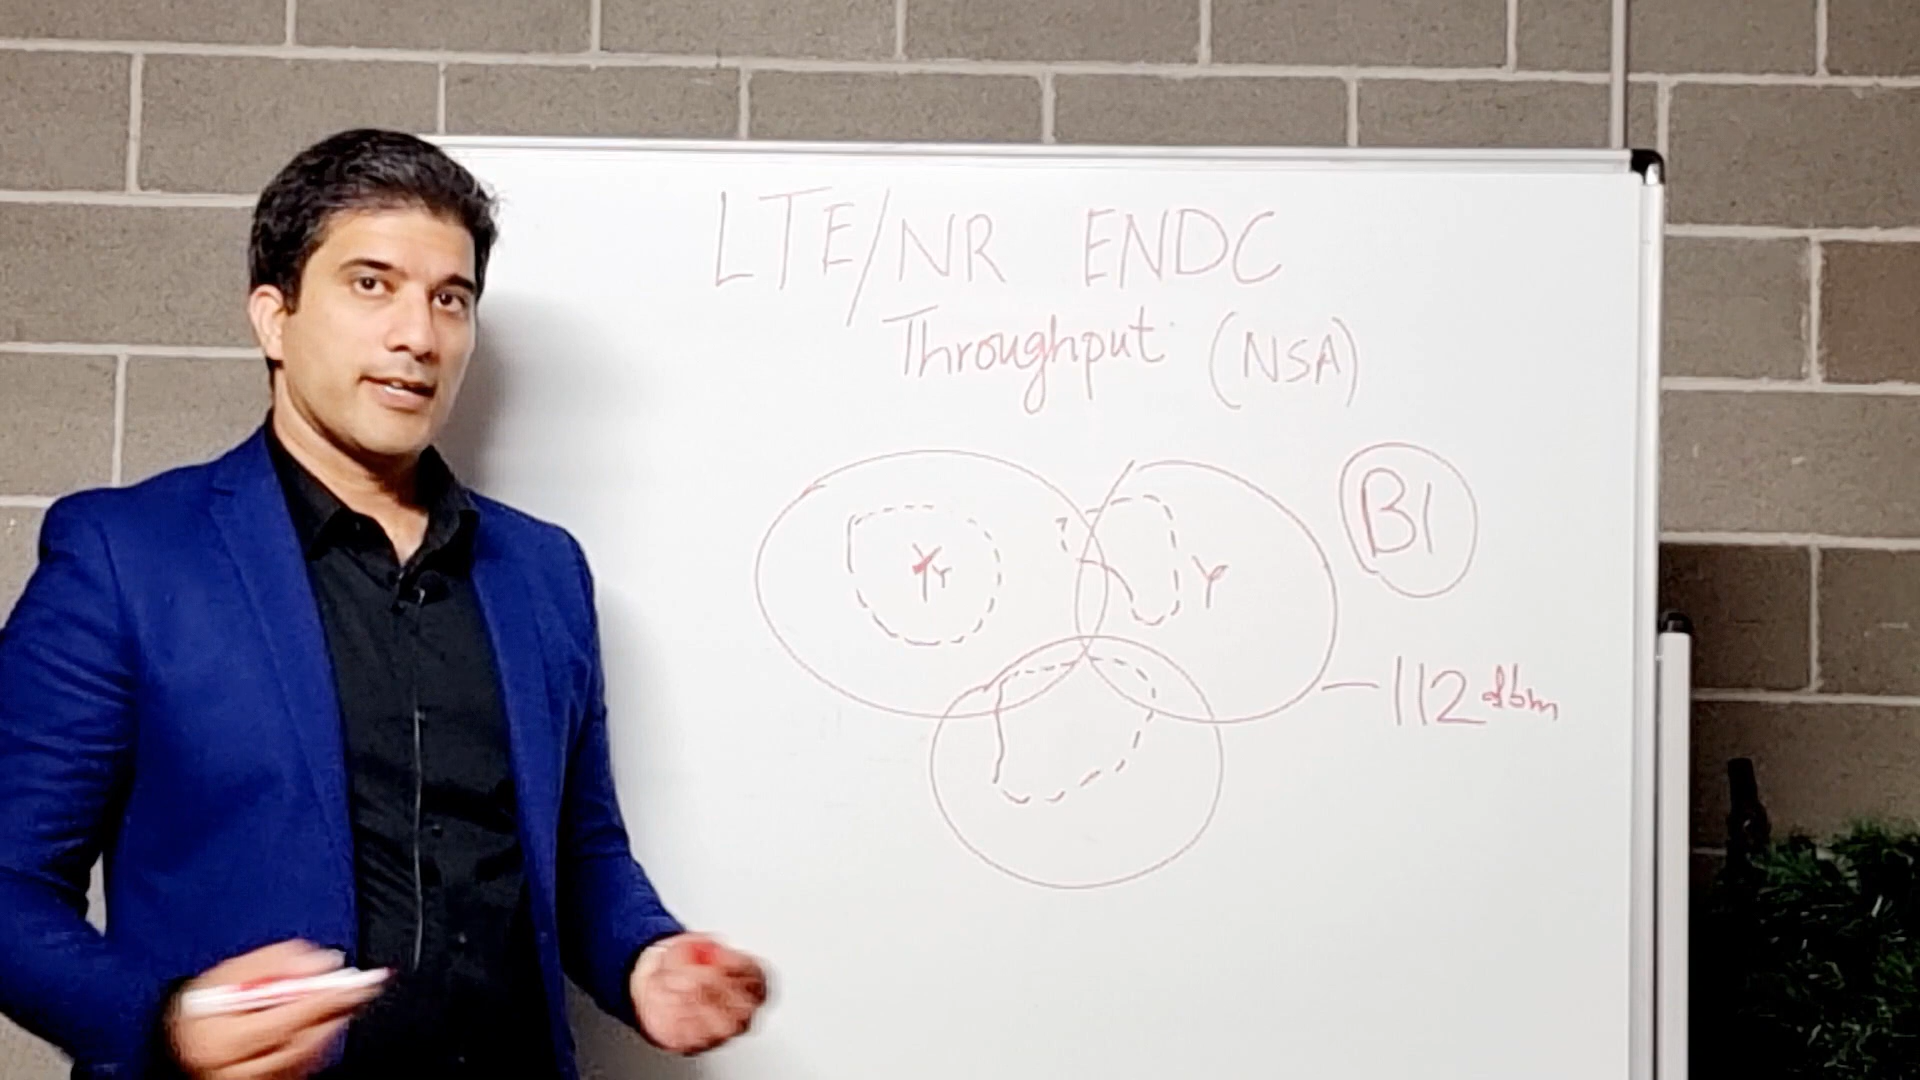 LTE/NR ENDC
Throughput (NSA)
B1
-112 dbm